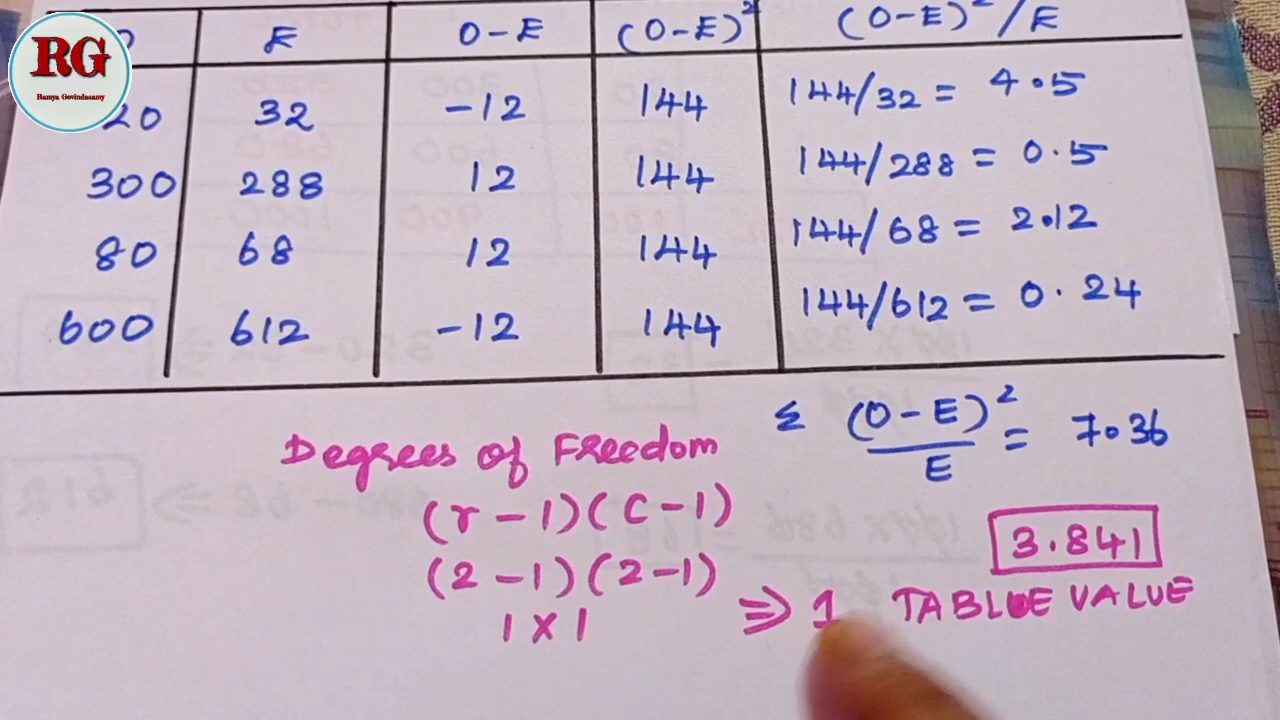 RG
Ramya Govindasamy
E O-E (O-E)² (O-E)²/E
20 32 -12 144 144/32 = 4.5
300 288 12 144 144/288 = 0.5
80 68 12 144 144/68 = 2.12
600 612 -12 144 144/612 = 0.24
Σ (O-E)²/E = 7.36
Degrees of Freedom
(r-1)(c-1)
3.841
(2-1)(2-1)
1 x 1 ⇒ 1 TABLE VALUE